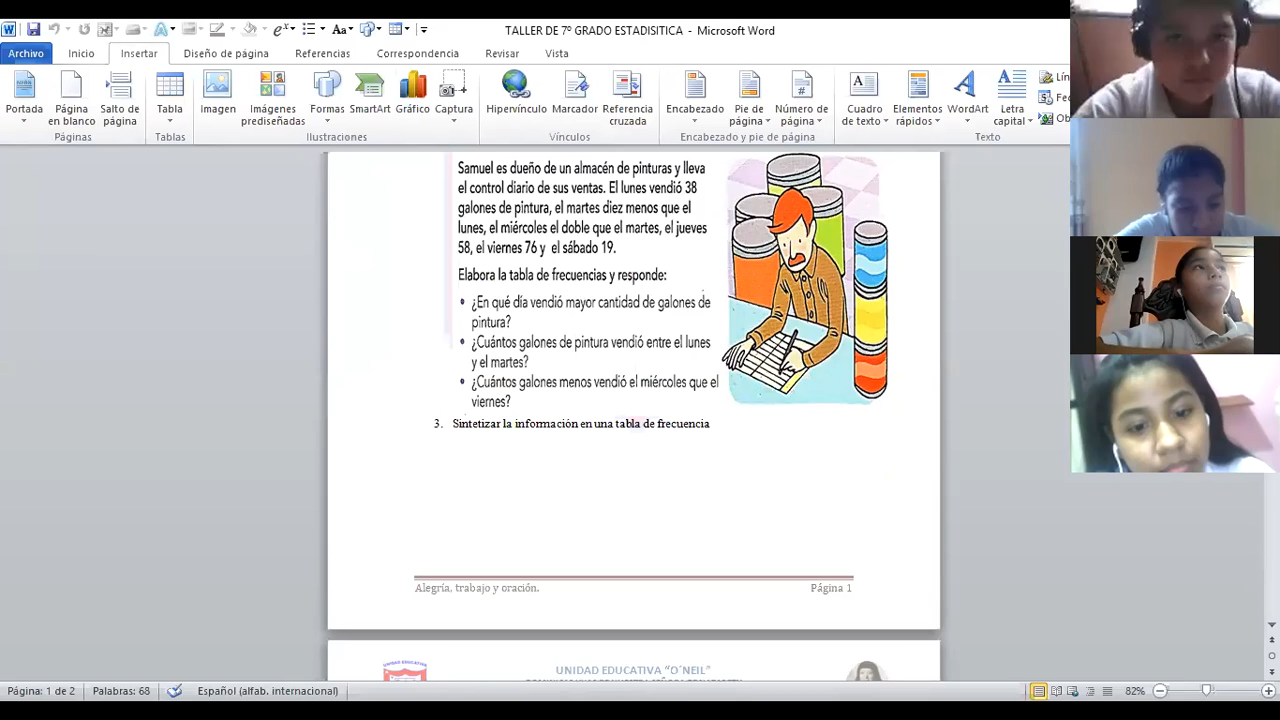 TALLER DE 7º GRADO ESTADISITICA - Microsoft Word
Archivo Inicio Insertar Diseño de página Referencias Correspondencia Revisar Vista
Portada
Página en blanco
Salto de página
Tabla
Imagen
Imágenes prediseñadas
Formas
SmartArt
Gráfico
Captura
Hipervínculo
Marcador
Referencia cruzada
Encabezado
Pie de página
Número de página
Cuadro de texto
Elementos rápidos
WordArt
Letra capital
Páginas Tablas Ilustraciones Vínculos Encabezado y pie de página Texto
Samuel es dueño de un almacén de pinturas y lleva
el control diario de sus ventas. El lunes vendió 38
galones de pintura, el martes diez menos que el
lunes, el miércoles el doble que el martes, el jueves
58, el viernes 76 y el sábado 19.
Elabora la tabla de frecuencias y responde:
• ¿En qué día vendió mayor cantidad de galones de
pintura?
• ¿Cuántos galones de pintura vendió entre el lunes
y el martes?
• ¿Cuántos galones menos vendió el miércoles que el
viernes?
3. Sintetizar la información en una tabla de frecuencia
Alegría, trabajo y oración. Página 1
UNIDAD EDUCATIVA "O´NEIL"
Página: 1 de 2 Palabras: 68 Español (alfab. internacional) 82%